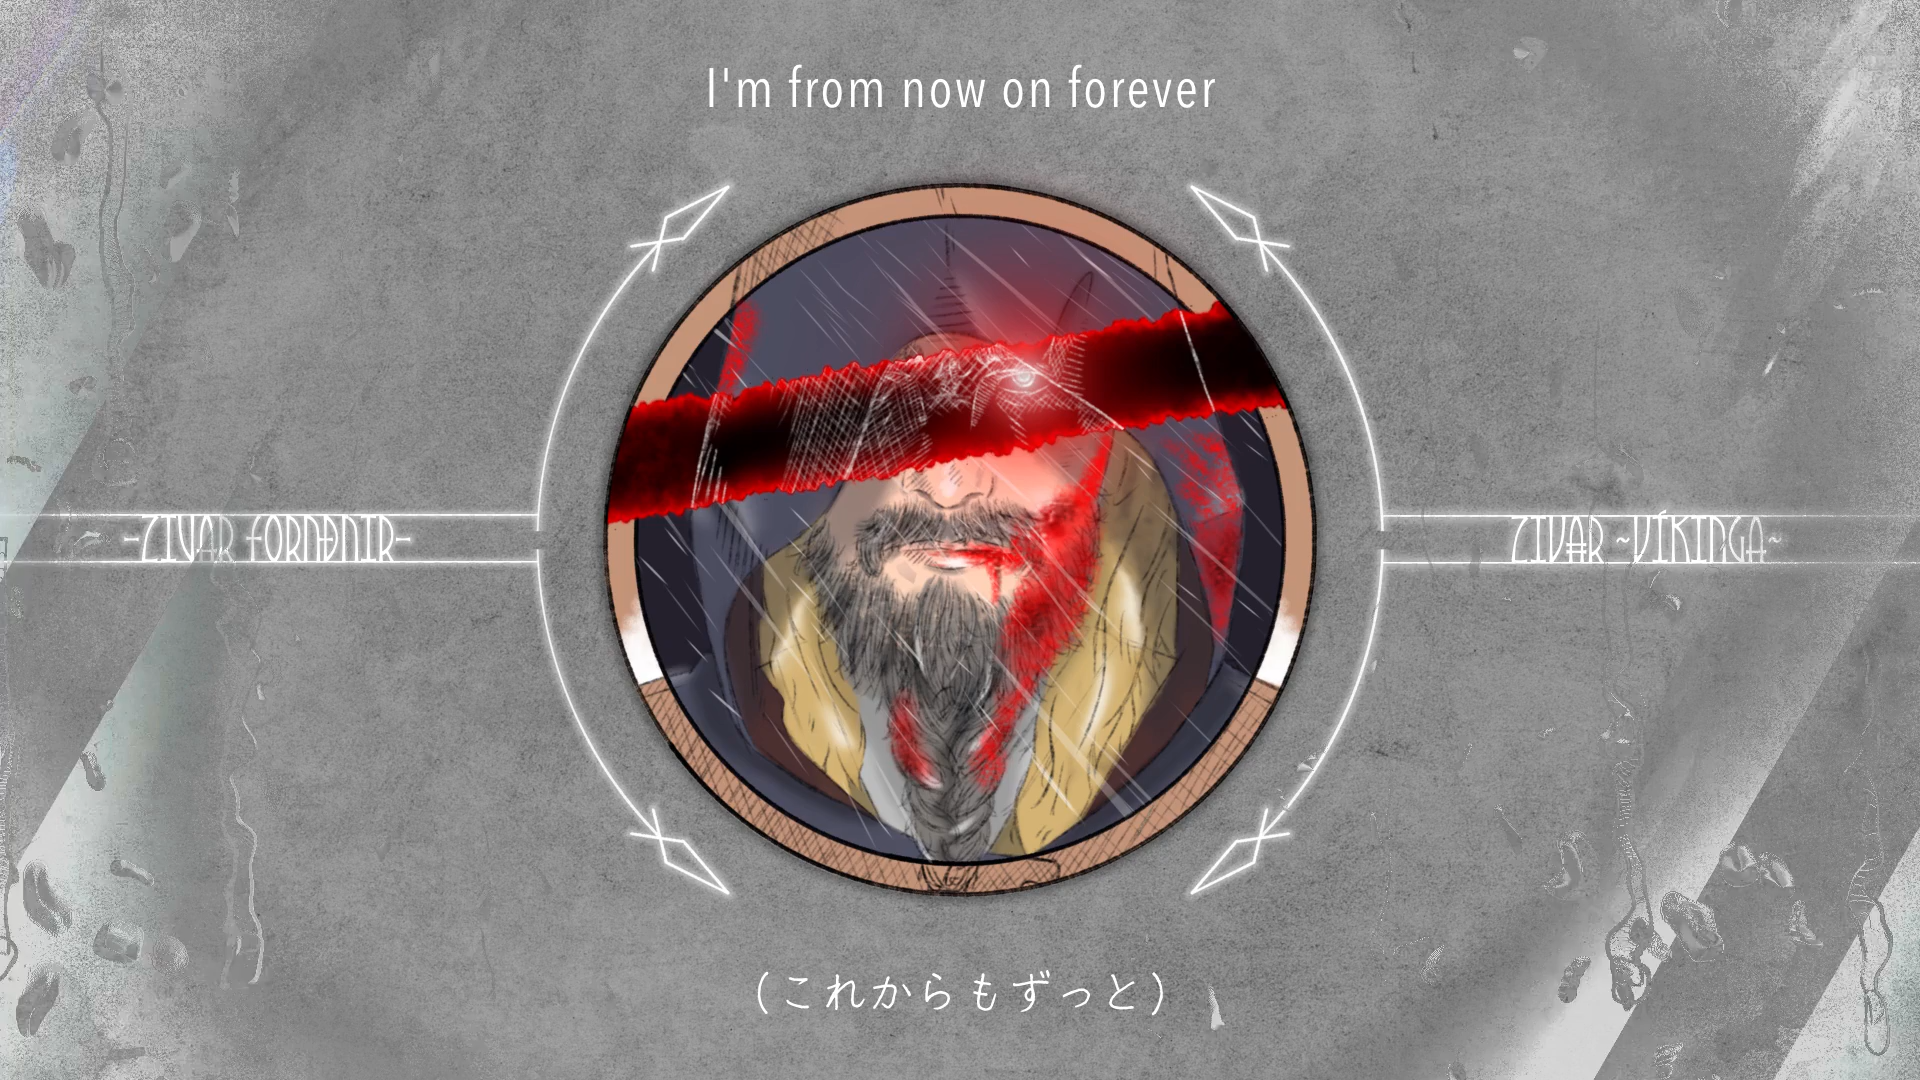 I'm from now on forever
-ZIVAR FORNÐNIR-
ZIVAR ~VÍKINGA~
(これからもずっと)